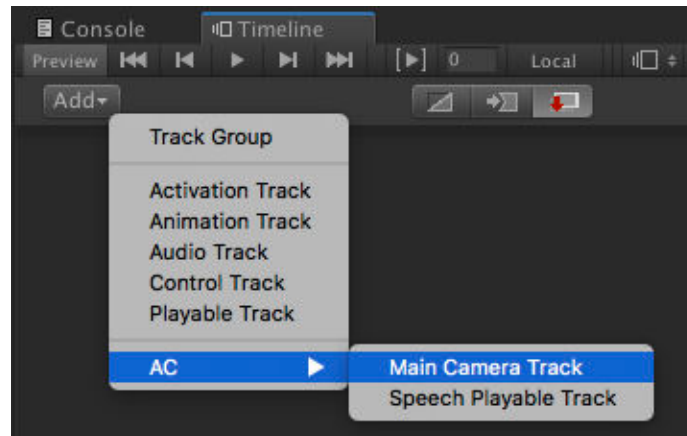 Console Timeline
Preview 0 Local
Add
Track Group
Activation Track
Animation Track
Audio Track
Control Track
Playable Track
AC Main Camera Track
Speech Playable Track